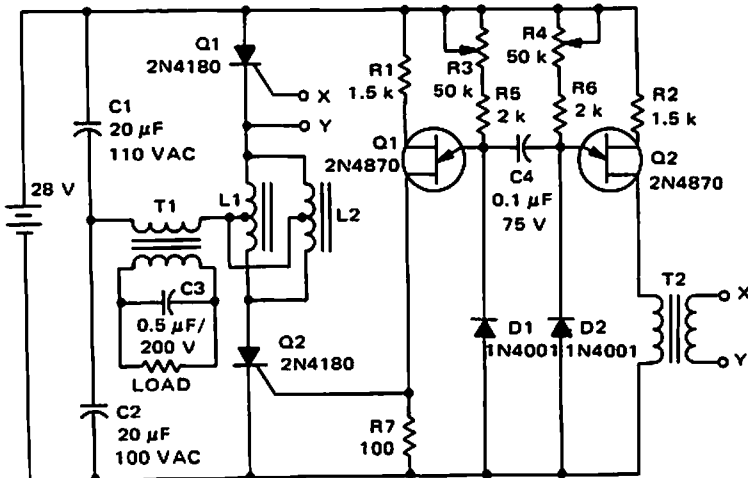 Q1
2N4180
X
Y
C1
20 μF
110 VAC
28 V
T1
L1
L2
C3
0.5 μF/
200 V
LOAD
Q2
2N4180
C2
20 μF
100 VAC
R1
1.5 k
R3
50 k
R4
50 k
R5
2 k
R6
2 k
R2
1.5 k
Q1
2N4870
C4
0.1 μF
75 V
Q2
2N4870
D1
1N4001
D2
1N4001
R7
100
T2
X
Y